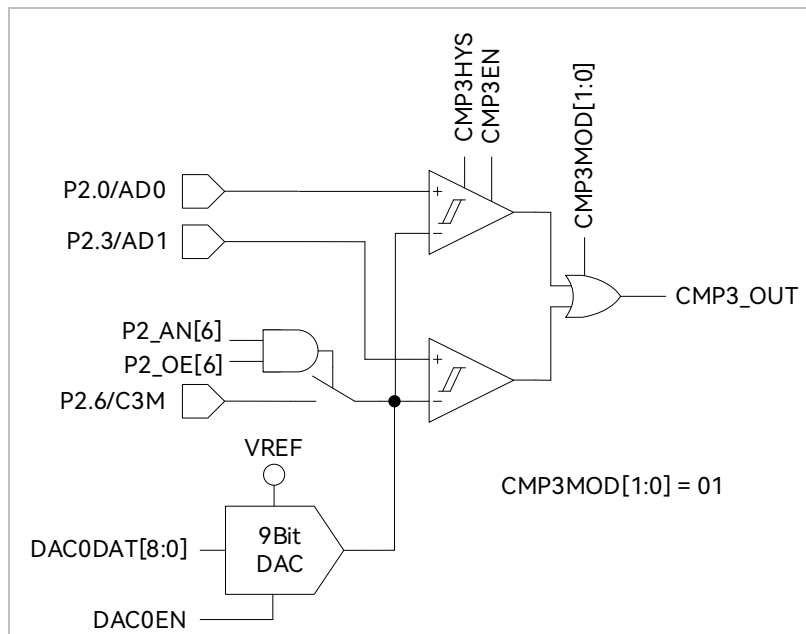 CMP3HYS
CMP3EN
CMP3MOD[1:0]
P2.0/AD0
+
−
P2.3/AD1
CMP3_OUT
P2_AN[6]
P2_OE[6]
+
−
P2.6/C3M
VREF
CMP3MOD[1:0] = 01
DAC0DAT[8:0]
9Bit
DAC
DAC0EN